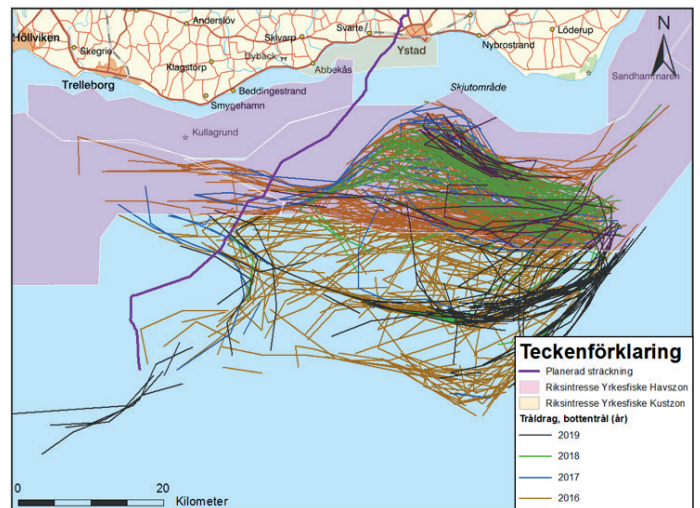 Anderslöv
Svarte
Löderup
Höllviken
Skivarp
Ystad
Nybrostrand
Skegrie
Klagstorp
Dybäck
Abbekås
Trelleborg
Beddingestrand
Smygehamn
Skjutområde
Sandhammaren
Kullagrund
N
Teckenförklaring
Planerad sträckning
Riksintresse Yrkesfiske Havszon
Riksintresse Yrkesfiske Kustzon
Tråldrag, bottentrål (år)
2019
2018
2017
2016
0 20
Kilometer